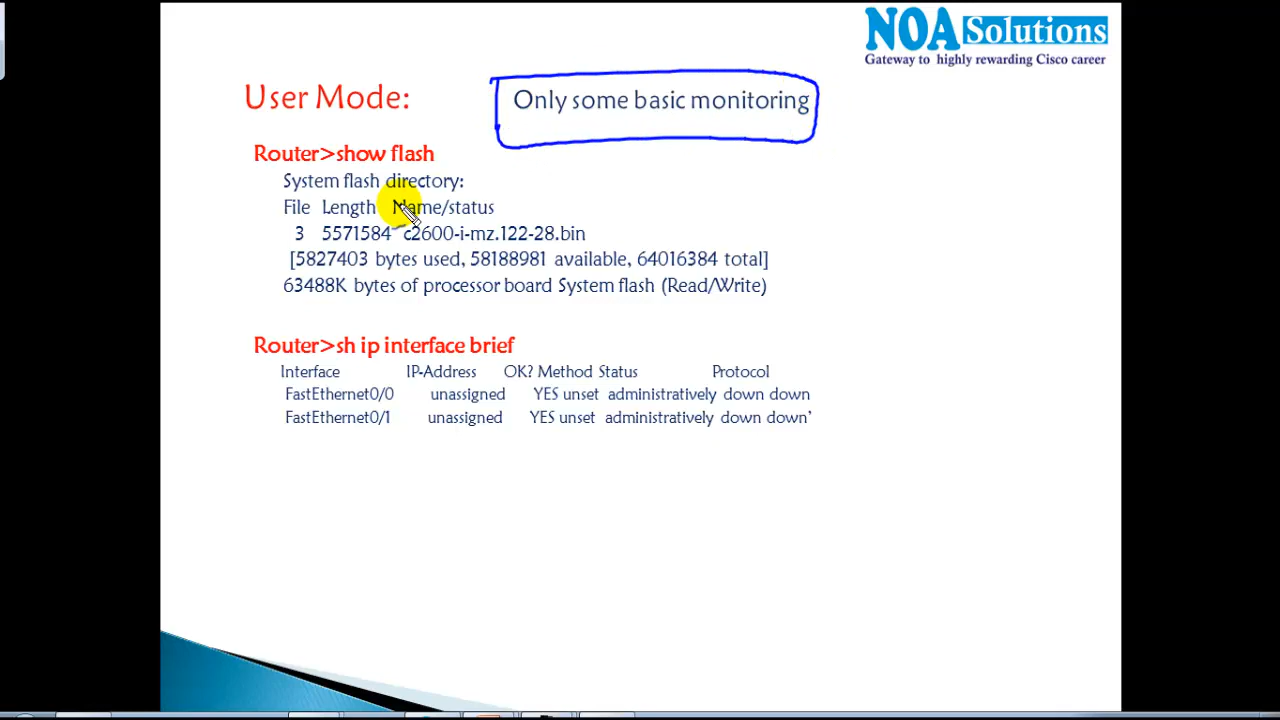 NOA Solutions
Gateway to highly rewarding Cisco career
User Mode:
Only some basic monitoring
Router>show flash
System flash directory:
File Length Name/status
3 5571584 c2600-i-mz.122-28.bin
[5827403 bytes used, 58188981 available, 64016384 total]
63488K bytes of processor board System flash (Read/Write)
Router>sh ip interface brief
Interface IP-Address OK? Method Status Protocol
FastEthernet0/0 unassigned YES unset administratively down down
FastEthernet0/1 unassigned YES unset administratively down down’